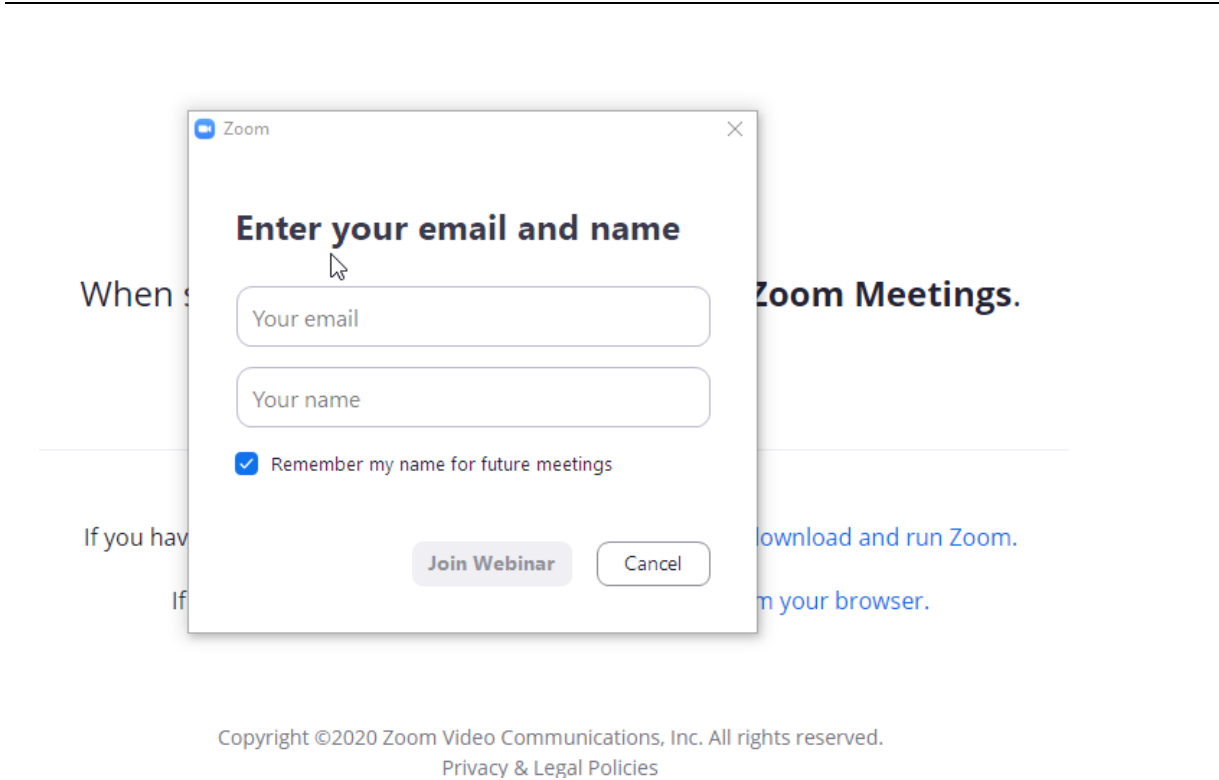 Zoom
Enter your email and name
When
Zoom Meetings.
Your email
Your name
Remember my name for future meetings
If you hav
download and run Zoom.
Join Webinar
Cancel
If
m your browser.
Copyright ©2020 Zoom Video Communications, Inc. All rights reserved.
Privacy & Legal Policies